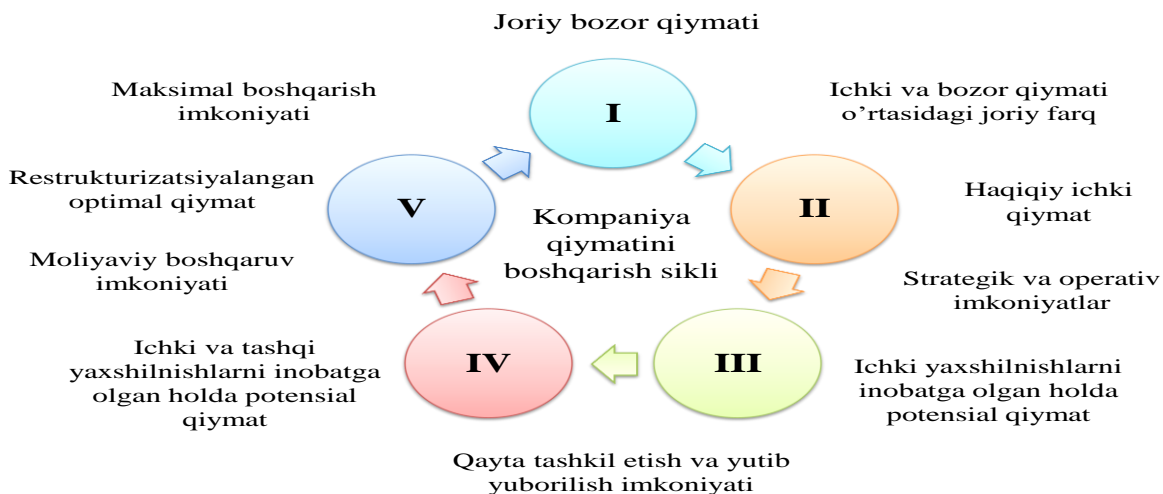 Joriy bozor qiymati
I
Ichki va bozor qiymati
o’rtasidagi joriy farq
II
Haqiqiy ichki
qiymat
Strategik va operativ
imkoniyatlar
III
Ichki yaxshilnishlarni
inobatga olgan holda
potensial qiymat
Qayta tashkil etish va yutib
yuborilish imkoniyati
IV
Ichki va tashqi
yaxshilnishlarni inobatga
olgan holda potensial
qiymat
Moliyaviy boshqaruv
imkoniyati
V
Restrukturizatsiyalangan
optimal qiymat
Maksimal boshqarish
imkoniyati
Kompaniya
qiymatini
boshqarish sikli